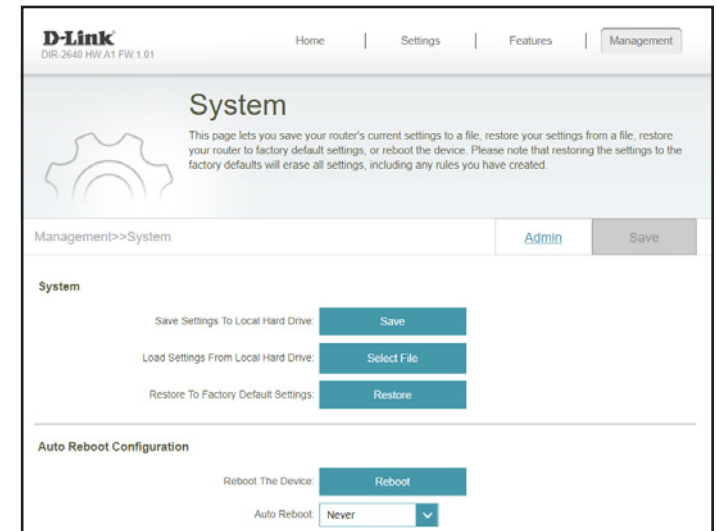 D-Link
DIR-2640 HW:A1 FW:1.01
Home | Settings | Features | Management
System
This page lets you save your router's current settings to a file, restore your settings from a file, restore
your router to factory default settings, or reboot the device. Please note that restoring the settings to the
factory defaults will erase all settings, including any rules you have created.
Management>>System
Admin
Save
System
Save Settings To Local Hard Drive: Save
Load Settings From Local Hard Drive: Select File
Restore To Factory Default Settings: Restore
Auto Reboot Configuration
Reboot The Device: Reboot
Auto Reboot: Never